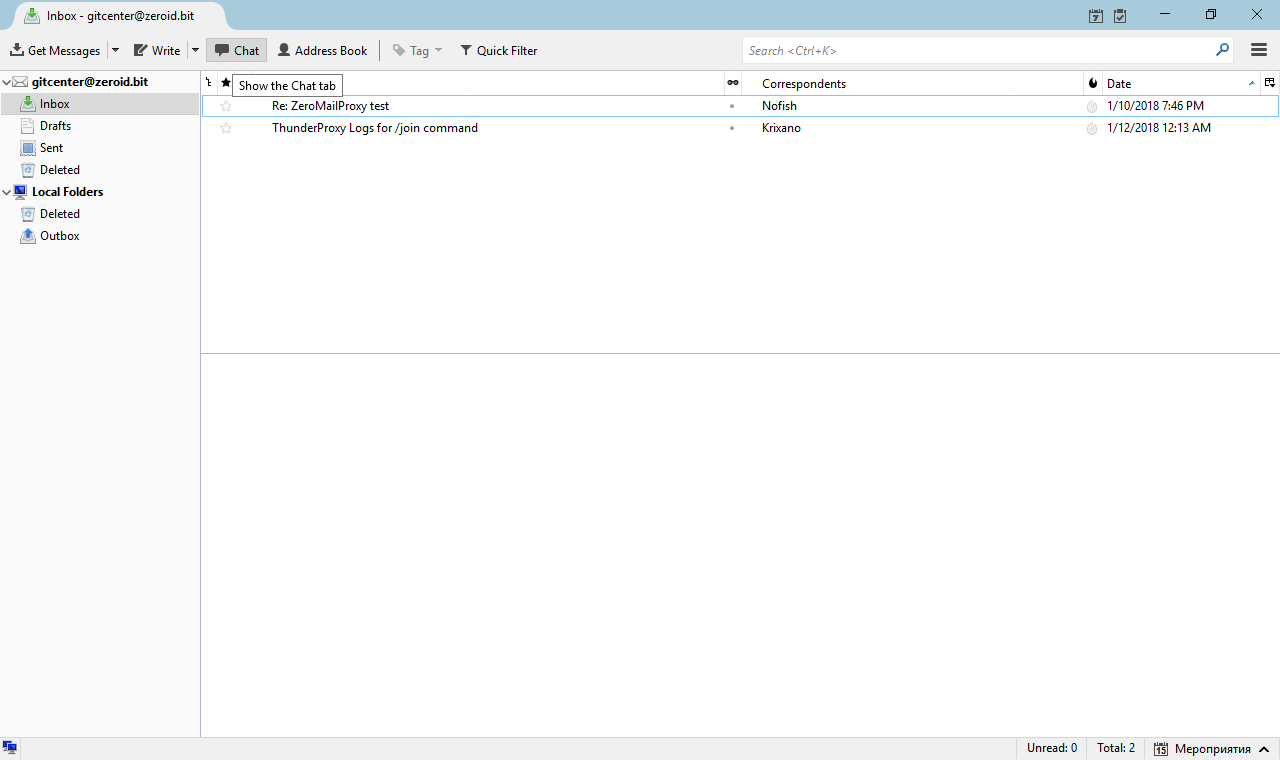 Inbox - gitcenter@zeroid.bit
7
Get Messages Write Chat Address Book Tag Quick Filter Search <Ctrl+K>
gitcenter@zeroid.bit
Show the Chat tab
Correspondents Date
Inbox
Re: ZeroMailProxy test Nofish 1/10/2018 7:46 PM
Drafts
ThunderProxy Logs for /join command Krixano 1/12/2018 12:13 AM
Sent
Deleted
Local Folders
Deleted
Outbox
Unread: 0 Total: 2 15 Мероприятия